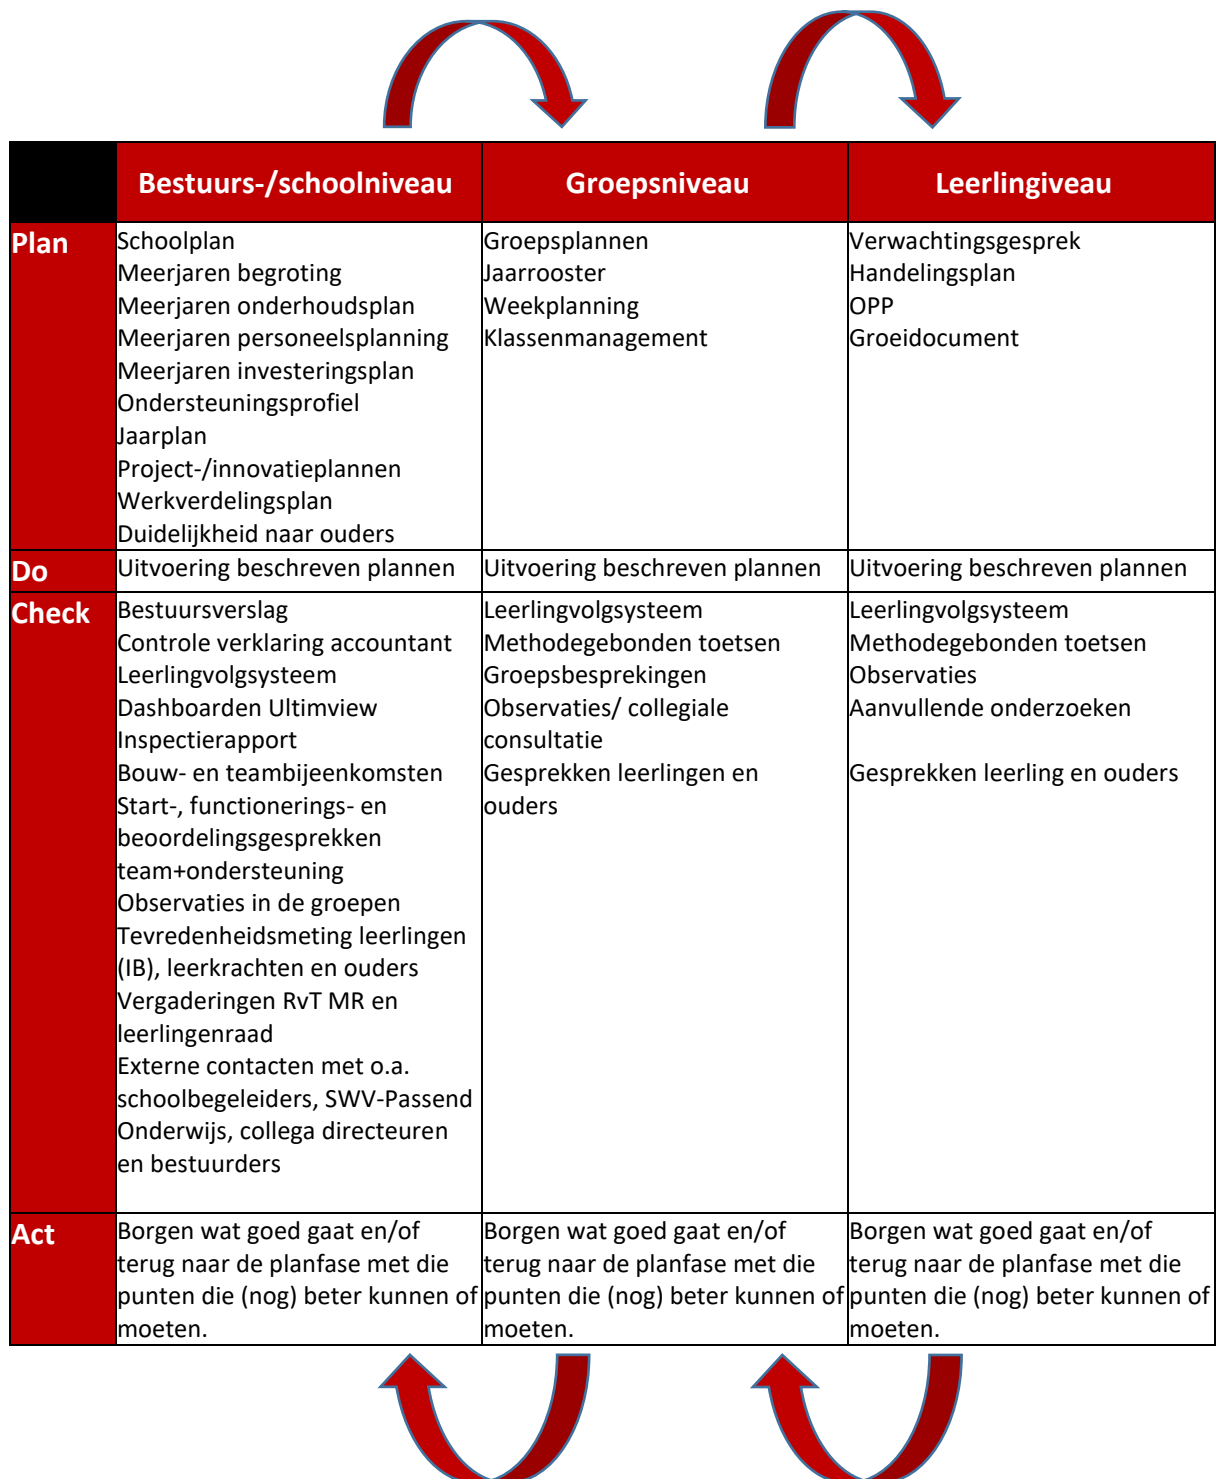 Bestuurs-/schoolniveau
Groepsniveau
Leerlingiveau
Plan
Schoolplan
Meerjaren begroting
Meerjaren onderhoudsplan
Meerjaren personeelsplanning
Meerjaren investeringsplan
Ondersteuningsprofiel
Jaarplan
Project-/innovatieplannen
Werkverdelingsplan
Duidelijkheid naar ouders
Groepsplannen
Jaarrooster
Weekplanning
Klassenmanagement
Verwachtingsgesprek
Handelingsplan
OPP
Groeidocument
Do
Uitvoering beschreven plannen
Uitvoering beschreven plannen
Uitvoering beschreven plannen
Check
Bestuursverslag
Controle verklaring accountant
Leerlingvolgsysteem
Dashboarden Ultimview
Inspectierapport
Bouw- en teambijeenkomsten
Start-, functionerings- en
beoordelingsgesprekken
team+ondersteuning
Observaties in de groepen
Tevredenheidsmeting leerlingen
(IB), leerkrachten en ouders
Vergaderingen RvT MR en
leerlingenraad
Externe contacten met o.a.
schoolbegeleiders, SWV-Passend
Onderwijs, collega directeuren
en bestuurders
Leerlingvolgsysteem
Methodegebonden toetsen
Groepsbesprekingen
Observaties/ collegiale
consultatie
Gesprekken leerlingen en
ouders
Leerlingvolgsysteem
Methodegebonden toetsen
Observaties
Aanvullende onderzoeken
Gesprekken leerling en ouders
Act
Borgen wat goed gaat en/of
terug naar de planfase met die
punten die (nog) beter kunnen of
moeten.
Borgen wat goed gaat en/of
terug naar de planfase met die
punten die (nog) beter kunnen of
moeten.
Borgen wat goed gaat en/of
terug naar de planfase met die
punten die (nog) beter kunnen of
moeten.